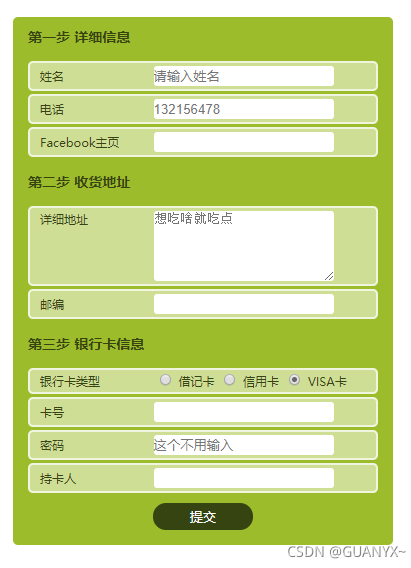 第一步 详细信息
姓名 请输入姓名
电话 132156478
Facebook主页
第二步 收货地址
详细地址 想吃啥就吃点
邮编
第三步 银行卡信息
银行卡类型 借记卡 信用卡 VISA卡
卡号
密码 这个不用输入
持卡人
提交
CSDN @GUANYX~